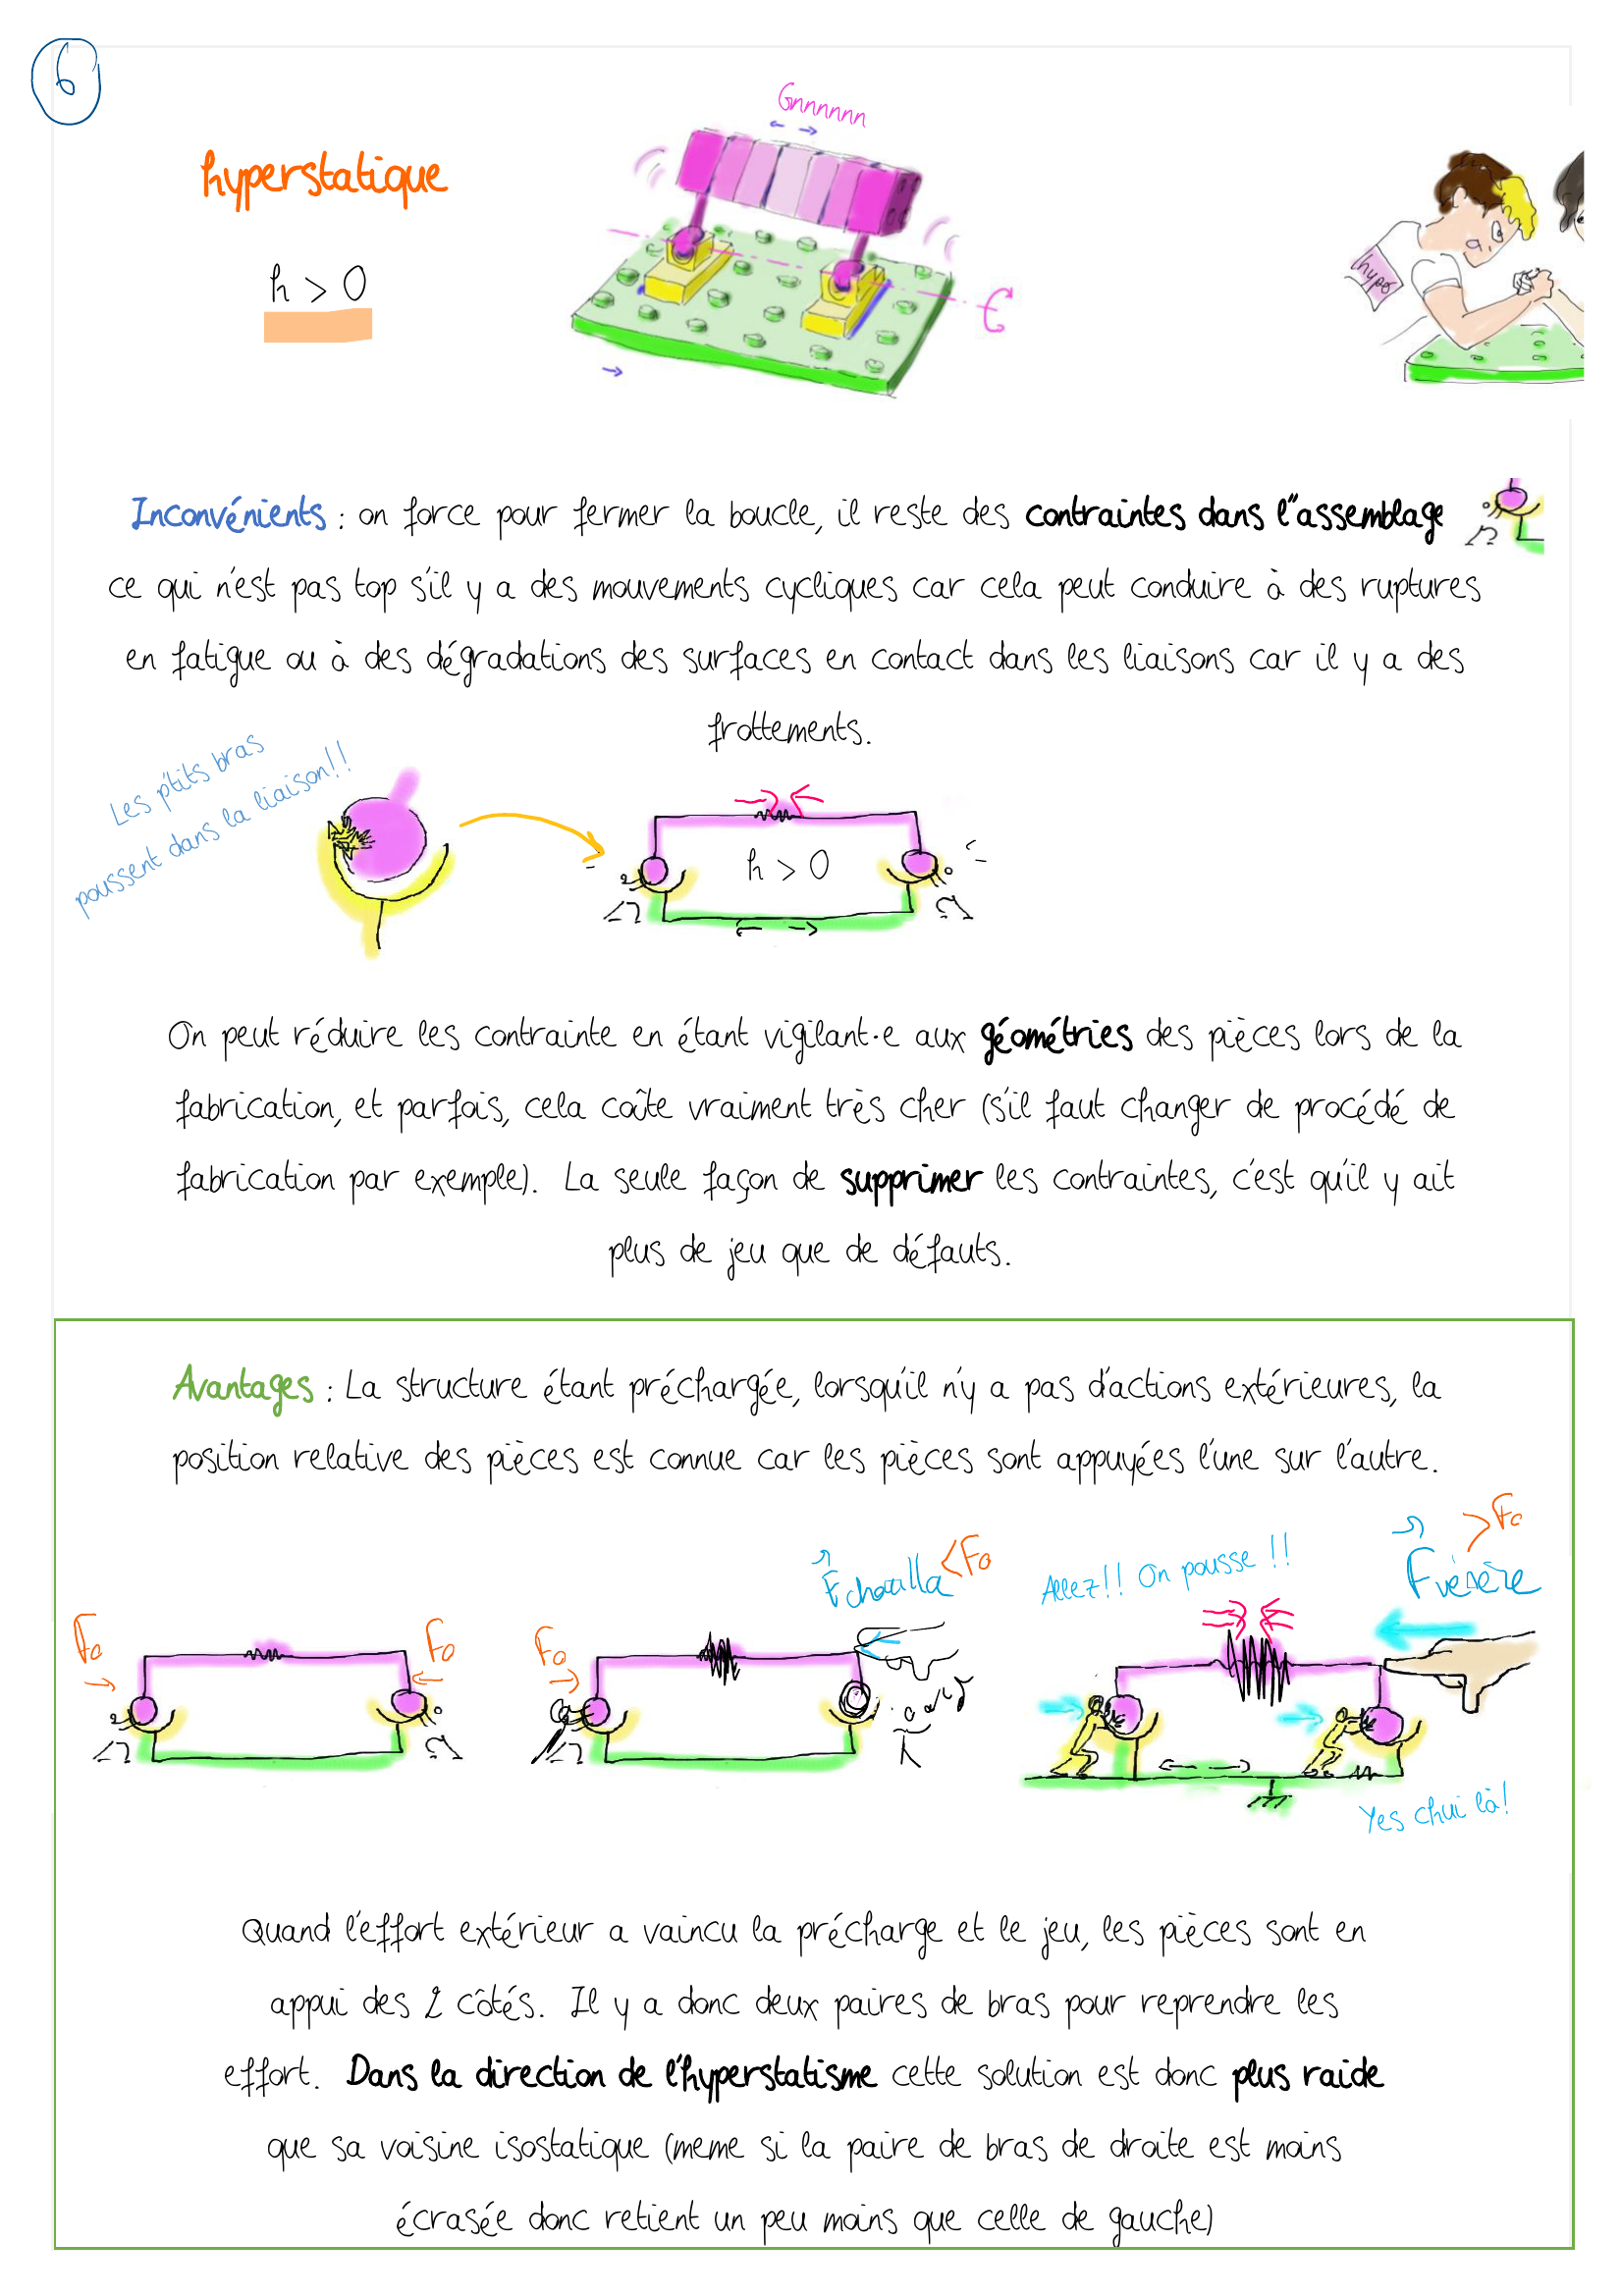 6
Gnnnnnn
hyperstatique
h > 0
hypo
Inconvénients : on force pour fermer la boucle, il reste des contraintes dans l'’assemblage
ce qui n'est pas top s'il y a des mouvements cycliques car cela peut conduire à des ruptures
en fatigue ou à des dégradations des surfaces en contact dans les liaisons car il y a des
frottements.
Les p'tits bras
poussent dans la liaison!!
h > 0
On peut réduire les contrainte en étant vigilant·e aux géométries des pièces lors de la
fabrication, et parfois, cela coûte vraiment très cher (s'il faut changer de procédé de
fabrication par exemple). La seule façon de supprimer les contraintes, c'est qu'il y ait
plus de jeu que de défauts.
Avantages : La structure étant préchargée, lorsqu'il n'y a pas d'actions extérieures, la
position relative des pièces est connue car les pièces sont appuyées l'une sur l'autre.
F0
F0
F0
Fchouilla < F0
Allez!! On pousse !!
Fvénère > F0
Yes chui là!
Quand l'effort extérieur a vaincu la précharge et le jeu, les pièces sont en
appui des 2 côtés. Il y a donc deux paires de bras pour reprendre les
effort. Dans la direction de l'hyperstatisme cette solution est donc plus raide
que sa voisine isostatique (meme si la paire de bras de droite est moins
écrasée donc retient un peu moins que celle de gauche)